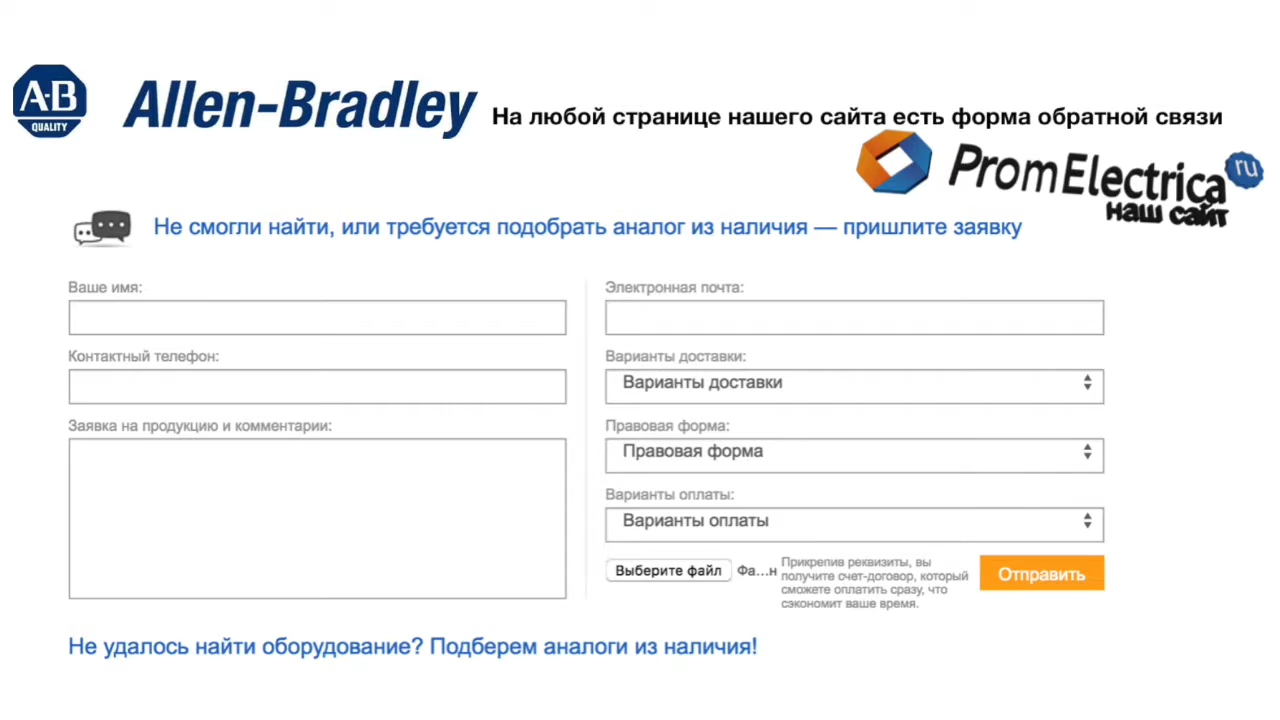 A-B
QUALITY
Allen-Bradley
На любой странице нашего сайта есть форма обратной связи
PromElectrica ru
наш сайт
Не смогли найти, или требуется подобрать аналог из наличия — пришлите заявку
Ваше имя:
Электронная почта:
Контактный телефон:
Варианты доставки:
Варианты доставки
Заявка на продукцию и комментарии:
Правовая форма:
Правовая форма
Варианты оплаты:
Варианты оплаты
Выберите файл Фа...н
Прикрепив реквизиты, вы
получите счет-договор, который
сможете оплатить сразу, что
сэкономит ваше время.
Отправить
Не удалось найти оборудование? Подберем аналоги из наличия!